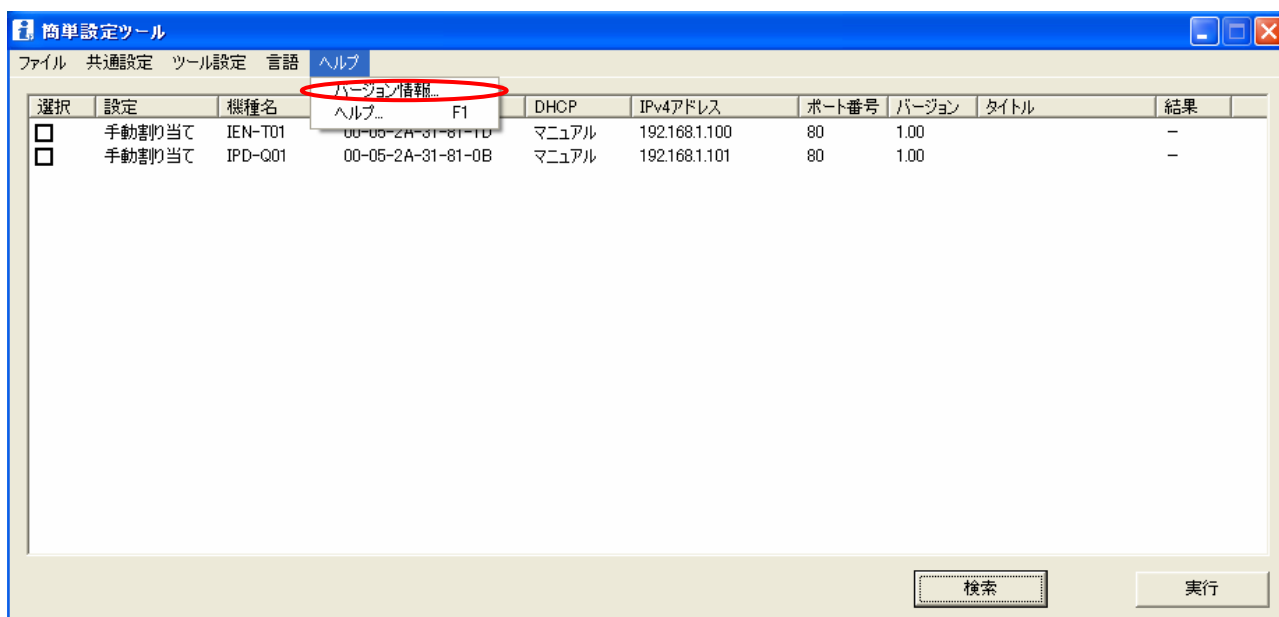 簡単設定ツール
ファイル 共通設定 ツール設定 言語 ヘルプ
バージョン情報...
ヘルプ... F1
選択 設定 機種名 DHCP IPv4アドレス ポート番号 バージョン タイトル 結果
手動割り当て IEN-T01 00-05-2A-31-81-1D マニュアル 192.168.1.100 80 1.00 −
手動割り当て IPD-Q01 00-05-2A-31-81-0B マニュアル 192.168.1.101 80 1.00 −
検索 実行